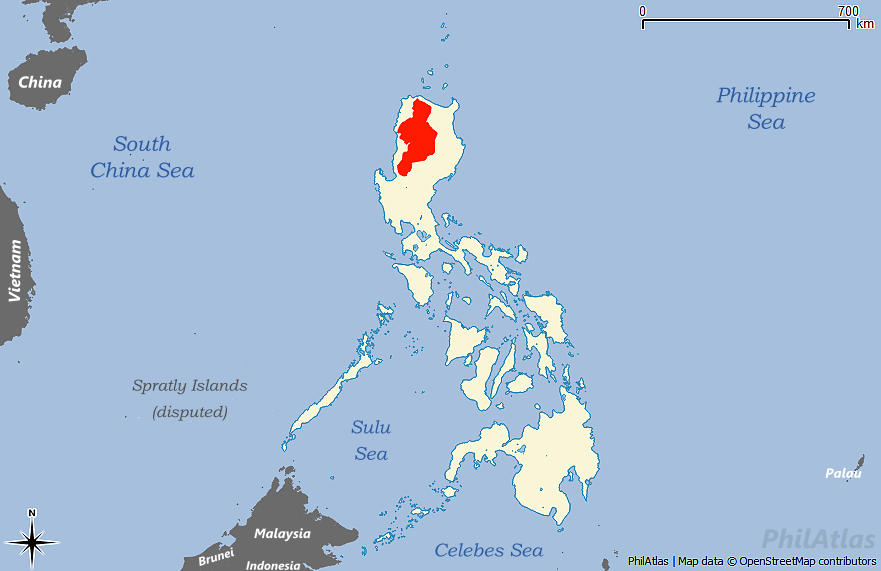 0 700
km
China
Philippine
Sea
South
China Sea
Vietnam
Spratly Islands
(disputed)
Sulu
Sea
Palau
N
Malaysia
Brunei
Indonesia
Celebes Sea
PhilAtlas
PhilAtlas | Map data © OpenStreetMap contributors